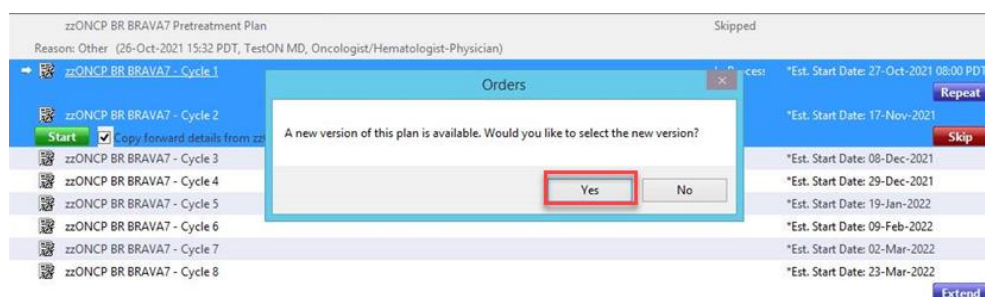 zzONCP BR BRAVA7 Pretreatment Plan Skipped
Reason: Other (26-Oct-2021 15:32 PDT, TestON MD, Oncologist/Hematologist-Physician)
zzONCP BR BRAVA7 - Cycle 1 *Est. Start Date: 27-Oct-2021 08:00 PDT
Repeat
Orders
zzONCP BR BRAVA7 - Cycle 2 *Est. Start Date: 17-Nov-2021
Start Copy forward details from Skip
A new version of this plan is available. Would you like to select the new version?
zzONCP BR BRAVA7 - Cycle 3 *Est. Start Date: 08-Dec-2021
zzONCP BR BRAVA7 - Cycle 4 *Est. Start Date: 29-Dec-2021
Yes No
zzONCP BR BRAVA7 - Cycle 5 *Est. Start Date: 19-Jan-2022
zzONCP BR BRAVA7 - Cycle 6 *Est. Start Date: 09-Feb-2022
zzONCP BR BRAVA7 - Cycle 7 *Est. Start Date: 02-Mar-2022
zzONCP BR BRAVA7 - Cycle 8 *Est. Start Date: 23-Mar-2022
Extend